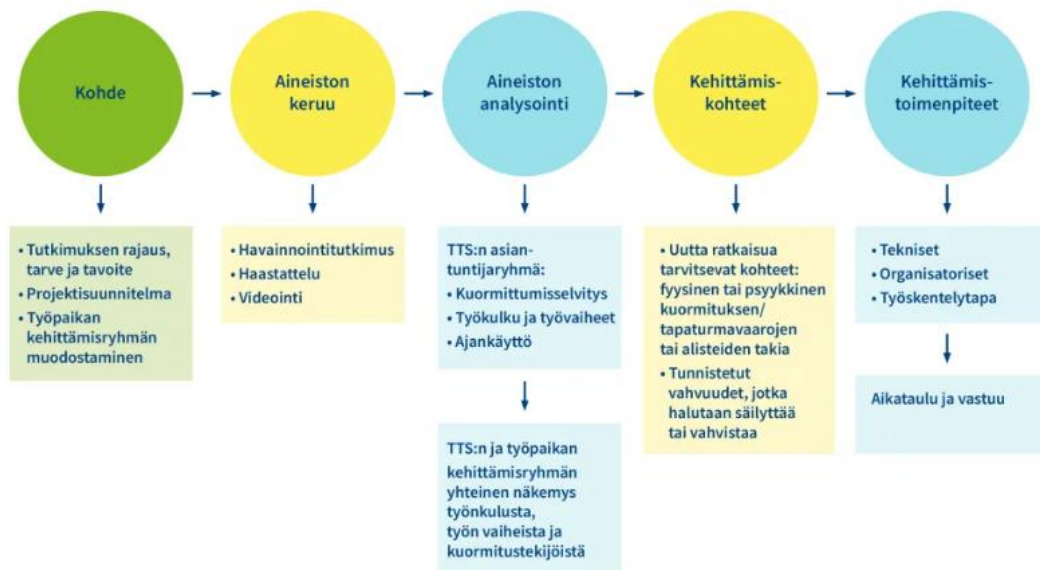 Kohde
Aineiston
keruu
Aineiston
analysointi
Kehittämis-
kohteet
Kehittämis-
toimenpiteet
• Tutkimuksen rajaus,
tarve ja tavoite
• Projektisuunnitelma
• Työpaikan
kehittämisryhmän
muodostaminen
• Havainnointitutkimus
• Haastattelu
• Videointi
TTS:n asian-
tuntijaryhmä:
• Kuormittumisselvitys
• Työkulku ja työvaiheet
• Ajankäyttö
TTS:n ja työpaikan
kehittämisryhmän
yhteinen näkemys
työnkulusta,
työn vaiheista ja
kuormitustekijöistä
• Uutta ratkaisua
tarvitsevat kohteet:
fyysinen tai psyykkinen
kuormituksen/
tapaturmavaarojen
tai alisteiden takia
• Tunnistetut
vahvuudet, jotka
halutaan säilyttää
tai vahvistaa
• Tekniset
• Organisatoriset
• Työskentelytapa
Aikataulu ja vastuu